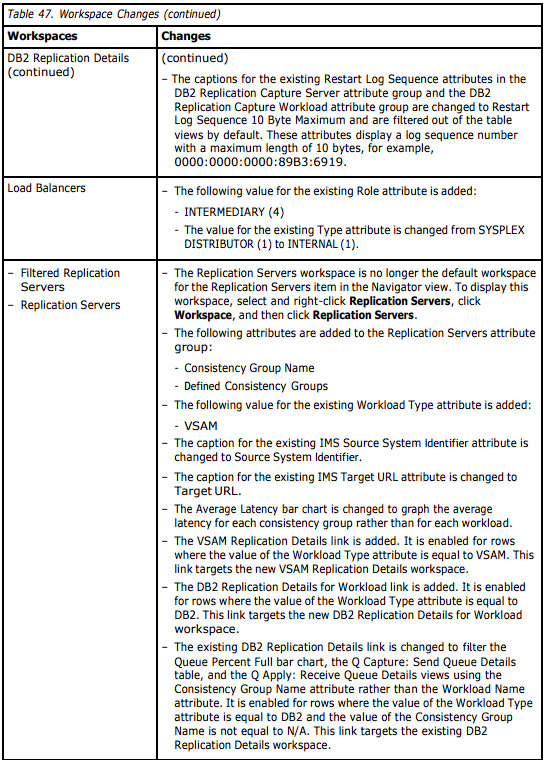 Table 47. Workspace Changes (continued)
Workspaces
Changes
DB2 Replication Details
(continued)
(continued)
– The captions for the existing Restart Log Sequence attributes in the
DB2 Replication Capture Server attribute group and the DB2
Replication Capture Workload attribute group are changed to Restart
Log Sequence 10 Byte Maximum and are filtered out of the table
views by default. These attributes display a log sequence number
with a maximum length of 10 bytes, for example,
0000:0000:0000:89B3:6919.
Load Balancers
– The following value for the existing Role attribute is added:
- INTERMEDIARY (4)
- The value for the existing Type attribute is changed from SYSPLEX
DISTRIBUTOR (1) to INTERNAL (1).
– Filtered Replication
Servers
– Replication Servers
– The Replication Servers workspace is no longer the default workspace
for the Replication Servers item in the Navigator view. To display this
workspace, select and right-click Replication Servers, click
Workspace, and then click Replication Servers.
– The following attributes are added to the Replication Servers attribute
group:
- Consistency Group Name
- Defined Consistency Groups
– The following value for the existing Workload Type attribute is added:
- VSAM
– The caption for the existing IMS Source System Identifier attribute is
changed to Source System Identifier.
– The caption for the existing IMS Target URL attribute is changed to
Target URL.
– The Average Latency bar chart is changed to graph the average
latency for each consistency group rather than for each workload.
– The VSAM Replication Details link is added. It is enabled for rows
where the value of the Workload Type attribute is equal to VSAM. This
link targets the new VSAM Replication Details workspace.
– The DB2 Replication Details for Workload link is added. It is enabled
for rows where the value of the Workload Type attribute is equal to
DB2. This link targets the new DB2 Replication Details for Workload
workspace.
– The existing DB2 Replication Details link is changed to filter the
Queue Percent Full bar chart, the Q Capture: Send Queue Details
table, and the Q Apply: Receive Queue Details views using the
Consistency Group Name attribute rather than the Workload Name
attribute. It is enabled for rows where the value of the Workload Type
attribute is equal to DB2 and the value of the Consistency Group
Name is not equal to N/A. This link targets the existing DB2
Replication Details workspace.